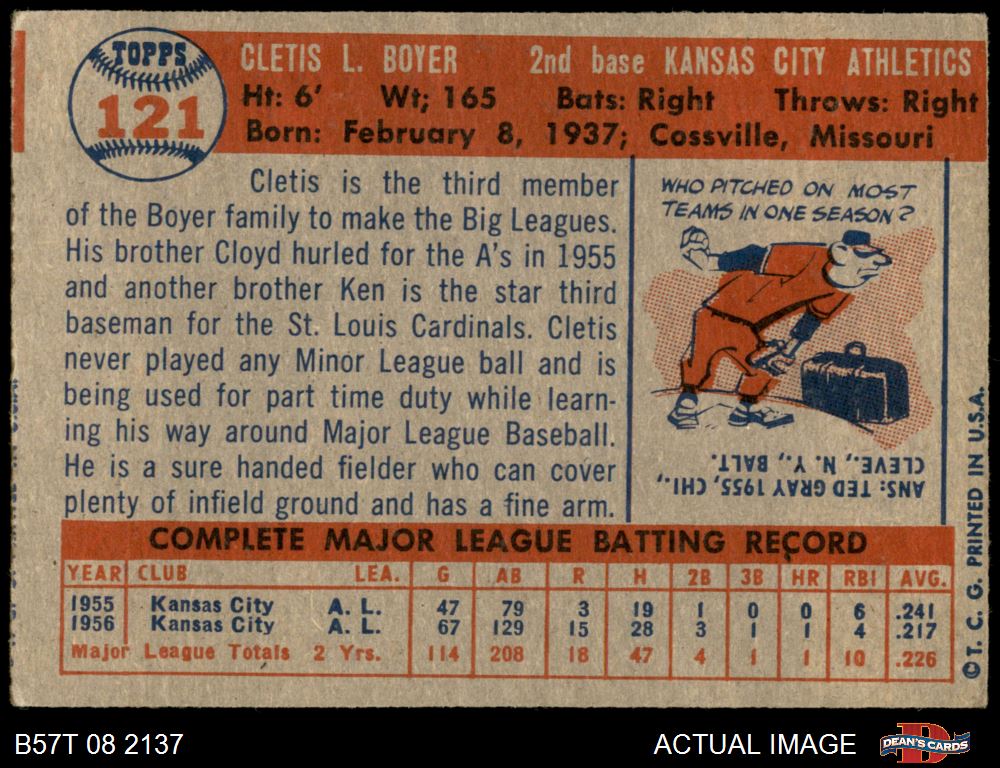 TOPPS
121
CLETIS L. BOYER 2nd base KANSAS CITY ATHLETICS
Ht: 6' Wt; 165 Bats: Right Throws: Right
Born: February 8, 1937; Cossville, Missouri
Cletis is the third member
of the Boyer family to make the Big Leagues.
His brother Cloyd hurled for the A's in 1955
and another brother Ken is the star third
baseman for the St. Louis Cardinals. Cletis
never played any Minor League ball and is
being used for part time duty while learn-
ing his way around Major League Baseball.
He is a sure handed fielder who can cover
plenty of infield ground and has a fine arm.
WHO PITCHED ON MOST
TEAMS IN ONE SEASON?
ANS: TED GRAY 1955, CHI.,
CLEVE., N. Y., BALT.
COMPLETE MAJOR LEAGUE BATTING RECORD
YEAR CLUB LEA. G AB R H 2B 3B HR RBI AVG.
1955 Kansas City A. L. 47 79 3 19 1 0 0 6 .241
1956 Kansas City A. L. 67 129 15 28 3 1 1 4 .217
Major League Totals 2 Yrs. 114 208 18 47 4 1 1 10 .226
©T. C. G. PRINTED IN U.S.A.
B57T 08 2137
ACTUAL IMAGE
DEAN'S CARDS